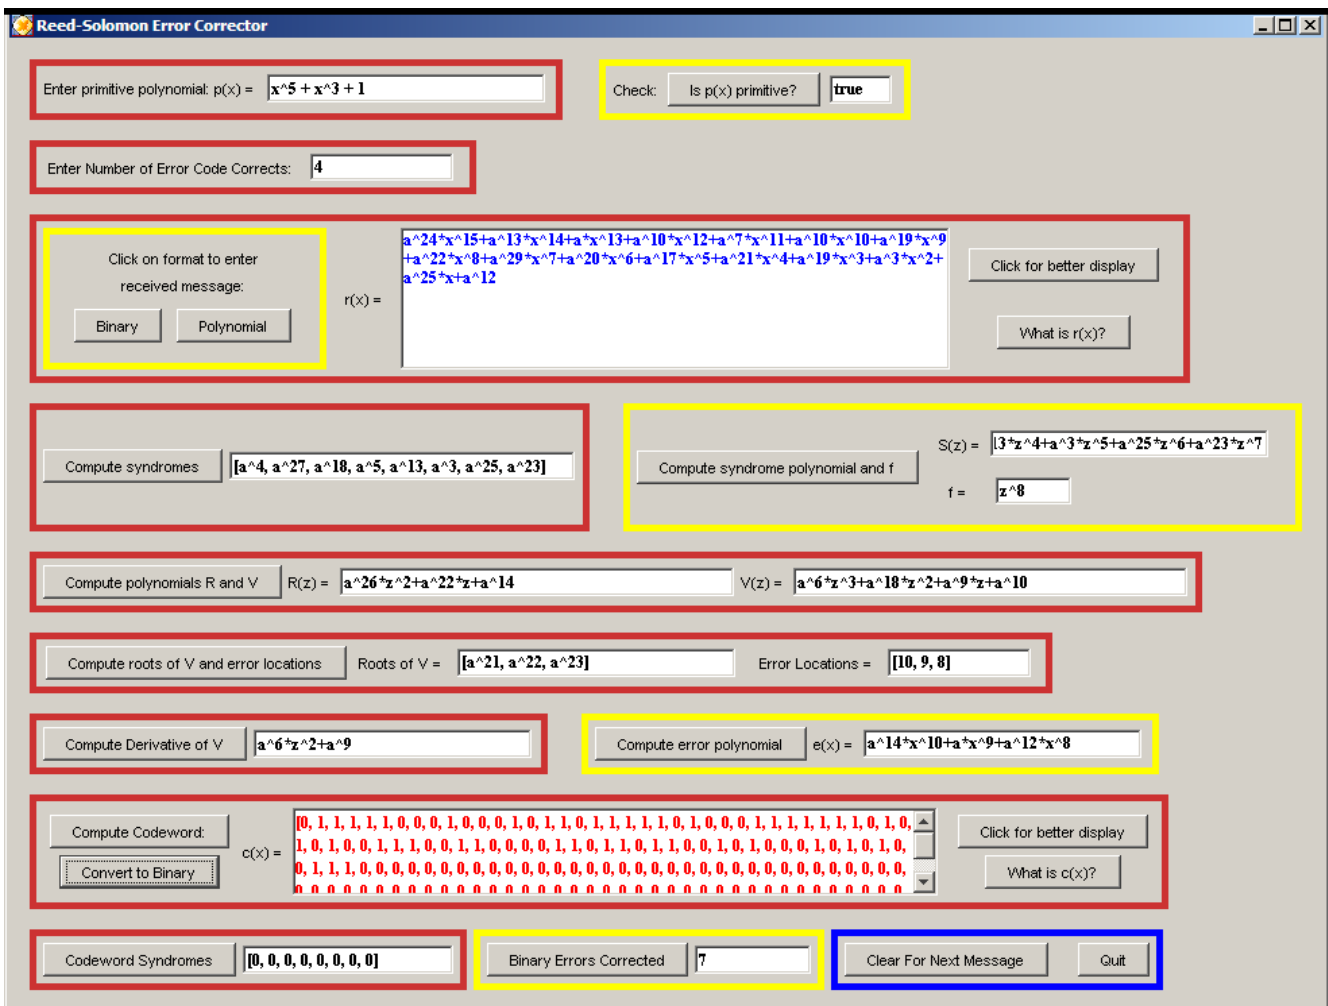 Reed-Solomon Error Corrector
Enter primitive polynomial: p(x) = x^5 + x^3 + 1
Check: Is p(x) primitive? true
Enter Number of Error Code Corrects: 4
Click on format to enter
received message:
Binary Polynomial
r(x) =
a^24*x^15+a^13*x^14+a*x^13+a^10*x^12+a^7*x^11+a^10*x^10+a^19*x^9
+a^22*x^8+a^29*x^7+a^20*x^6+a^17*x^5+a^21*x^4+a^19*x^3+a^3*x^2+
a^25*x+a^12
Click for better display
What is r(x)?
Compute syndromes [a^4, a^27, a^18, a^5, a^13, a^3, a^25, a^23]
Compute syndrome polynomial and f
S(z) = 13*z^4+a^3*z^5+a^25*z^6+a^23*z^7
f = z^8
Compute polynomials R and V R(z) = a^26*z^2+a^22*z+a^14 V(z) = a^6*z^3+a^18*z^2+a^9*z+a^10
Compute roots of V and error locations Roots of V = [a^21, a^22, a^23] Error Locations = [10, 9, 8]
Compute Derivative of V a^6*z^2+a^9
Compute error polynomial e(x) = a^14*x^10+a*x^9+a^12*x^8
Compute Codeword:
Convert to Binary
c(x) =
[0, 1, 1, 1, 1, 1, 0, 0, 0, 1, 0, 0, 0, 1, 0, 1, 1, 0, 1, 1, 1, 1, 1, 0, 1, 0, 0, 0, 1, 1, 1, 1, 1, 1, 1, 0, 1, 0,
1, 0, 1, 0, 0, 1, 1, 1, 0, 0, 1, 1, 0, 0, 0, 0, 1, 1, 0, 1, 1, 0, 1, 1, 0, 1, 0, 0, 0, 1, 0, 1, 0, 1, 0,
0, 1, 1, 1, 0, 0, 0, 0, 0, 0, 0, 0, 0, 0, 0, 0, 0, 0, 0, 0, 0, 0, 0, 0, 0, 0, 0, 0, 0, 0, 0, 0, 0, 0, 0,
Click for better display
What is c(x)?
Codeword Syndromes [0, 0, 0, 0, 0, 0, 0, 0]
Binary Errors Corrected 7
Clear For Next Message Quit